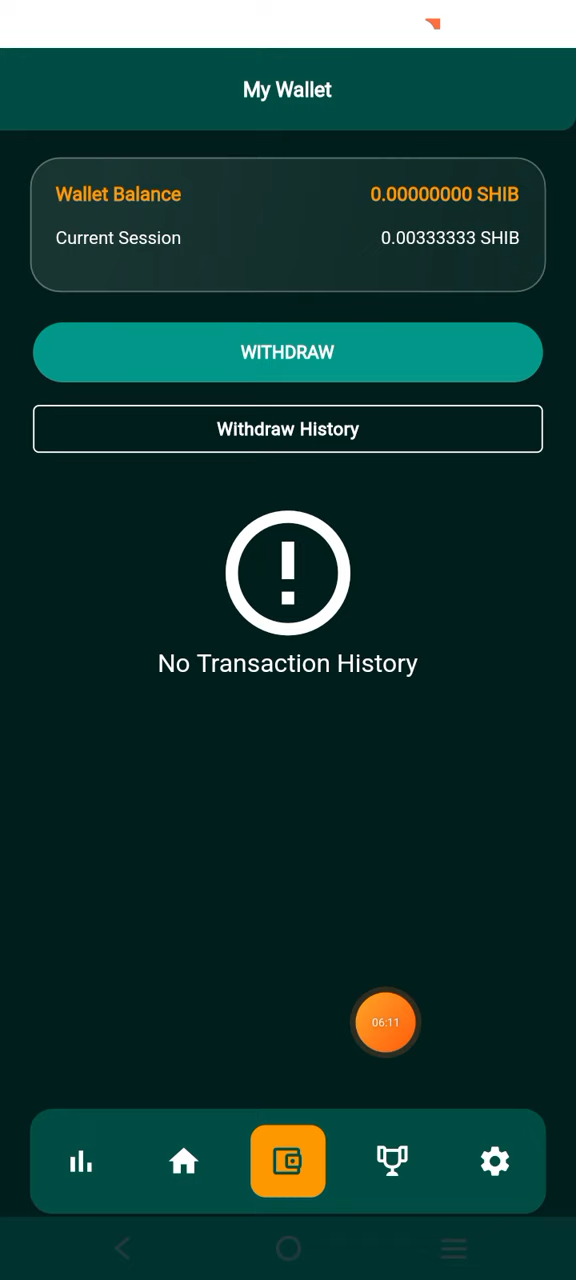 My Wallet
Wallet Balance 0.00000000 SHIB
Current Session 0.00333333 SHIB
WITHDRAW
Withdraw History
No Transaction History
06:11